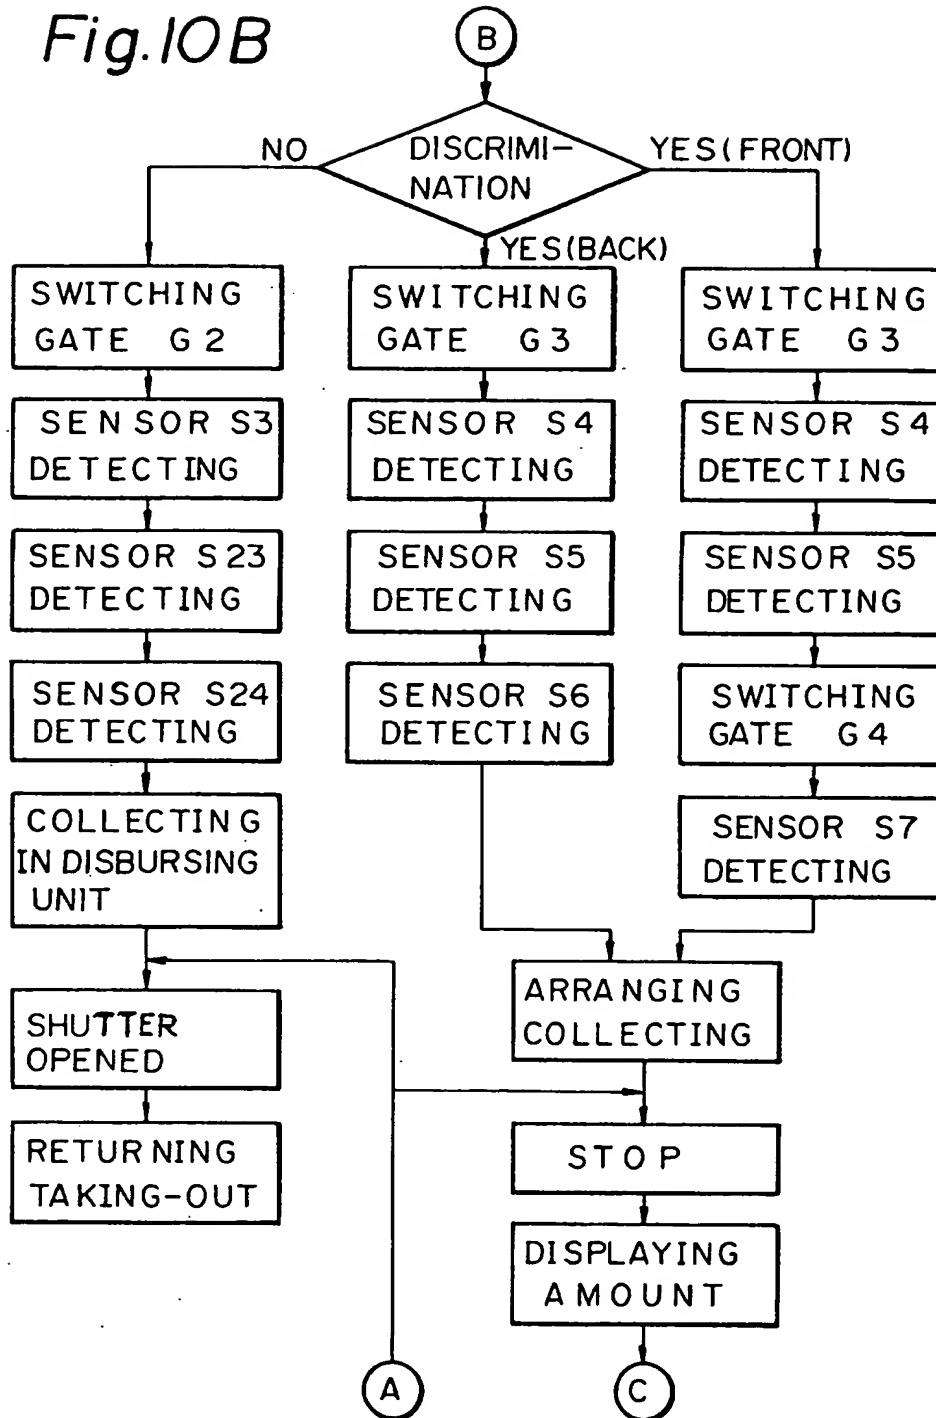 Fig.10B
B
DISCRIMI-
NATION
NO
YES(BACK)
YES(FRONT)
SWITCHING
GATE G2
SENSOR S3
DETECTING
SENSOR S23
DETECTING
SENSOR S24
DETECTING
COLLECTING
IN DISBURSING
UNIT
SHUTTER
OPENED
RETURNING
TAKING-OUT
SWITCHING
GATE G3
SENSOR S4
DETECTING
SENSOR S5
DETECTING
SENSOR S6
DETECTING
SWITCHING
GATE G3
SENSOR S4
DETECTING
SENSOR S5
DETECTING
SWITCHING
GATE G4
SENSOR S7
DETECTING
ARRANGING
COLLECTING
STOP
DISPLAYING
AMOUNT
A
C